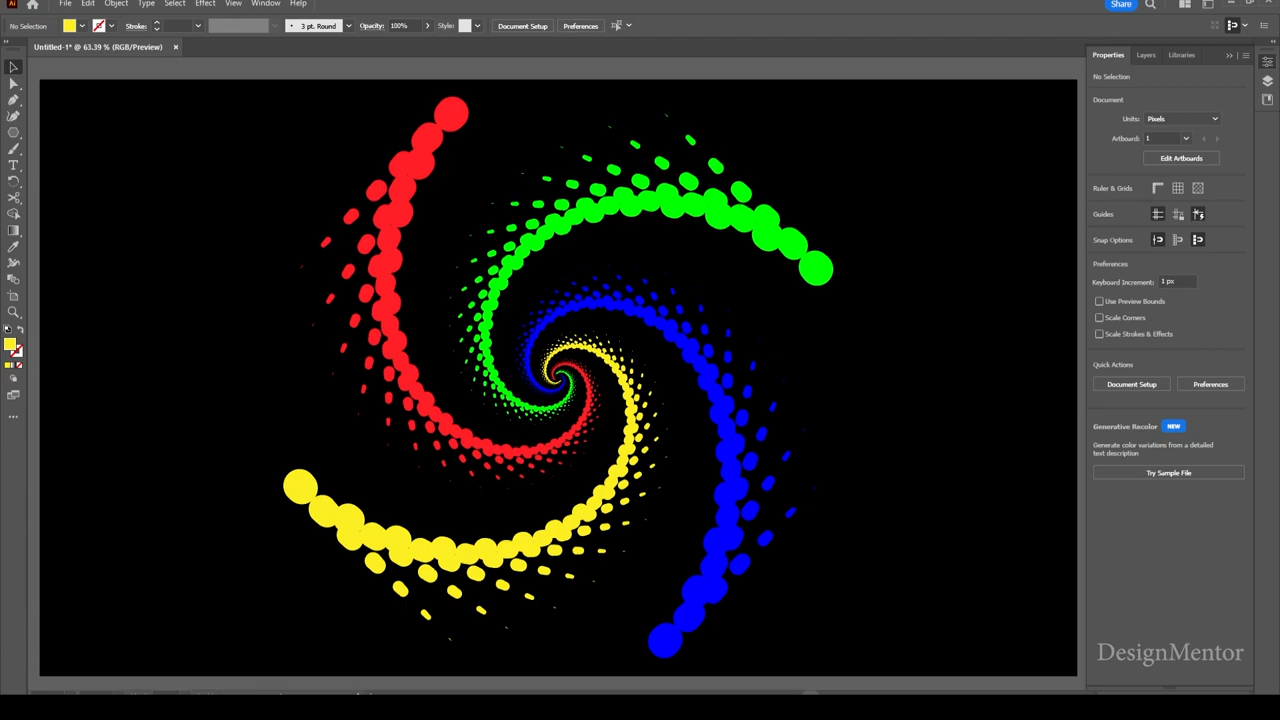 Ai File Edit Object Type Select Effect View Window Help Share
No Selection Stroke: 3 pt. Round Opacity: 100% Style: Document Setup Preferences
Untitled-1* @ 63.39 % (RGB/Preview) ×
Properties Layers Libraries
No Selection
Document
Units: Pixels
Artboard: 1
Edit Artboards
Ruler & Grids
Guides
Snap Options
Preferences
Keyboard Increment: 1 px
Use Preview Bounds
Scale Corners
Scale Strokes & Effects
Quick Actions
Document Setup Preferences
Generative Recolor NEW
Generate color variations from a detailed
text description
Try Sample File
DesignMentor